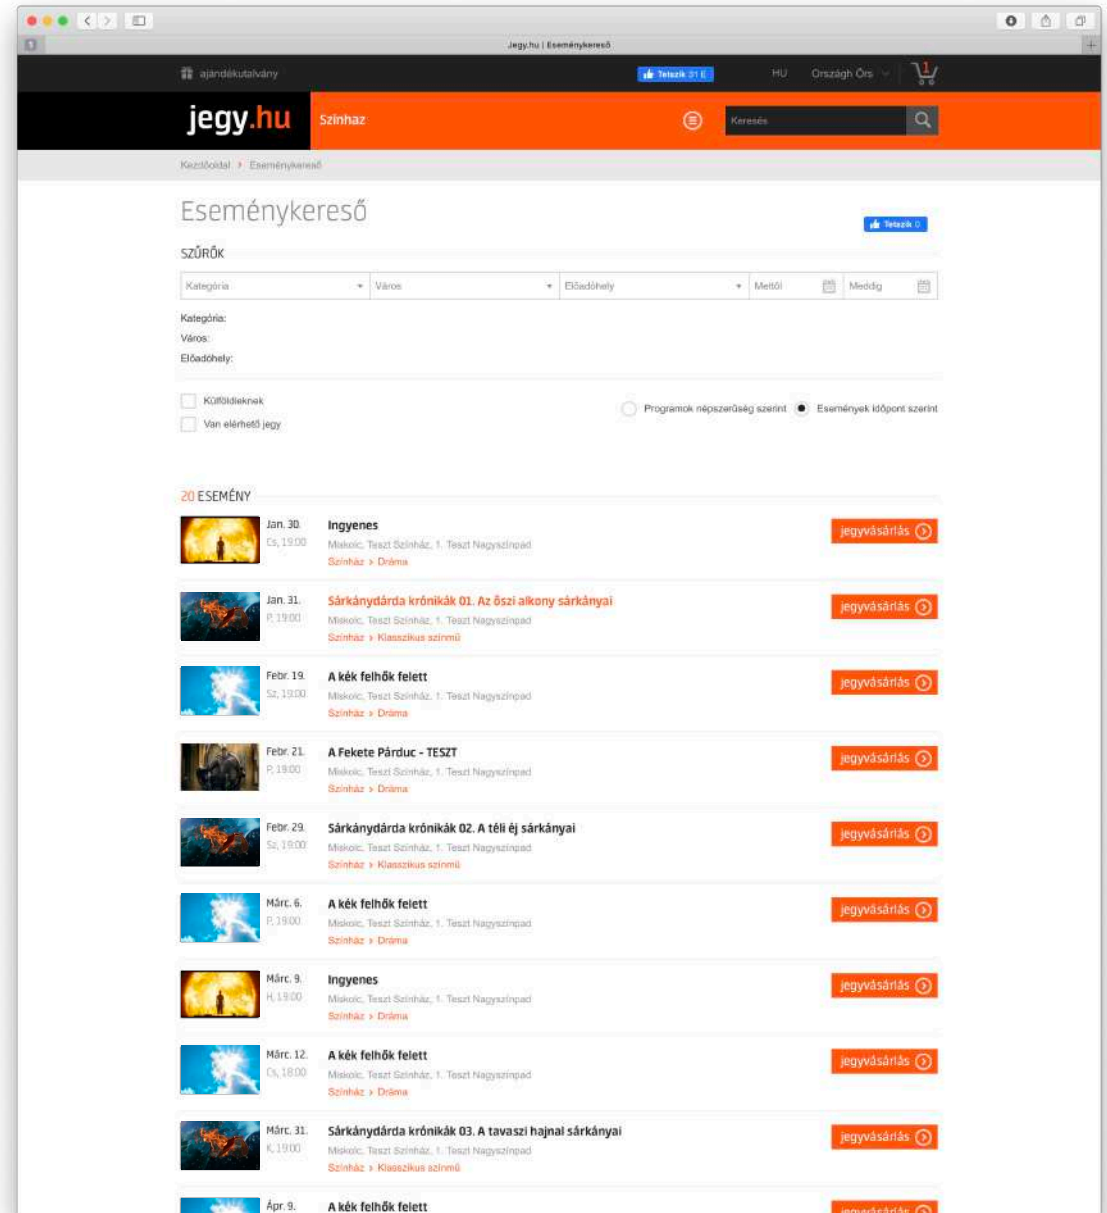 1
Jegy.hu | Eseménykereső
ajándékutalvány
Tetszik 31 E
HU
Országh Örs
1
jegy.hu
Színház
Keresés
Kezdőoldal > Eseménykereső
Eseménykereső
Tetszik 0
SZŰRŐK
Kategória
Város
Előadóhely
Mettől
Meddig
Kategória:
Város:
Előadóhely:
Külföldieknek
Programok népszerűség szerint
Események időpont szerint
Van elérhető jegy
20 ESEMÉNY
Jan. 30. Ingyenes jegyvásárlás
Cs, 19:00 Miskolc, Teszt Színház, 1. Teszt Nagyszínpad
Színház > Dráma
Jan. 31. Sárkánydárda krónikák 01. Az őszi alkony sárkányai jegyvásárlás
P, 19:00 Miskolc, Teszt Színház, 1. Teszt Nagyszínpad
Színház > Klasszikus színmű
Febr. 19. A kék felhők felett jegyvásárlás
Sz, 19:00 Miskolc, Teszt Színház, 1. Teszt Nagyszínpad
Színház > Dráma
Febr. 21. A Fekete Párduc - TESZT jegyvásárlás
P, 19:00 Miskolc, Teszt Színház, 1. Teszt Nagyszínpad
Színház > Dráma
Febr. 29. Sárkánydárda krónikák 02. A téli éj sárkányai jegyvásárlás
Sz, 19:00 Miskolc, Teszt Színház, 1. Teszt Nagyszínpad
Színház > Klasszikus színmű
Márc. 6. A kék felhők felett jegyvásárlás
P, 19:00 Miskolc, Teszt Színház, 1. Teszt Nagyszínpad
Színház > Dráma
Márc. 9. Ingyenes jegyvásárlás
H, 19:00 Miskolc, Teszt Színház, 1. Teszt Nagyszínpad
Színház > Dráma
Márc. 12. A kék felhők felett jegyvásárlás
Cs, 18:00 Miskolc, Teszt Színház, 1. Teszt Nagyszínpad
Színház > Dráma
Márc. 31. Sárkánydárda krónikák 03. A tavaszi hajnal sárkányai jegyvásárlás
K, 19:00 Miskolc, Teszt Színház, 1. Teszt Nagyszínpad
Színház > Klasszikus színmű
Ápr. 9. A kék felhők felett jegyvásárlás